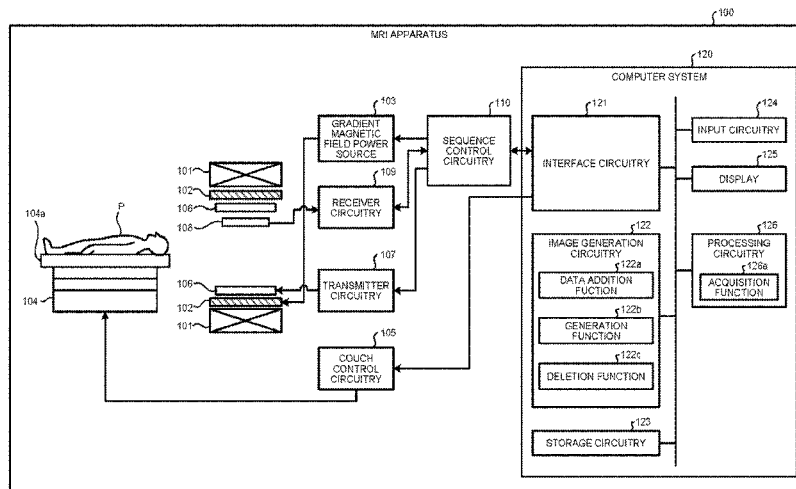 100
MRI APPARATUS
120
COMPUTER SYSTEM
103
GRADIENT
MAGNETIC
FIELD POWER
SOURCE
110
SEQUENCE
CONTROL
CIRCUITRY
121
INTERFACE CIRCUITRY
124
INPUT CIRCUITRY
125
DISPLAY
101
102
106
108
109
RECEIVER
CIRCUITRY
P
104a
104
122
IMAGE GENERATION
CIRCUITRY
122a
DATA ADDITION
FUCTION
122b
GENERATION
FUNCTION
122c
DELETION FUNCTION
126
PROCESSING
CIRCUITRY
126a
ACQUISITION
FUNCTION
107
TRANSMITTER
CIRCUITRY
106
102
101
105
COUCH
CONTROL
CIRCUITRY
123
STORAGE CIRCUITRY